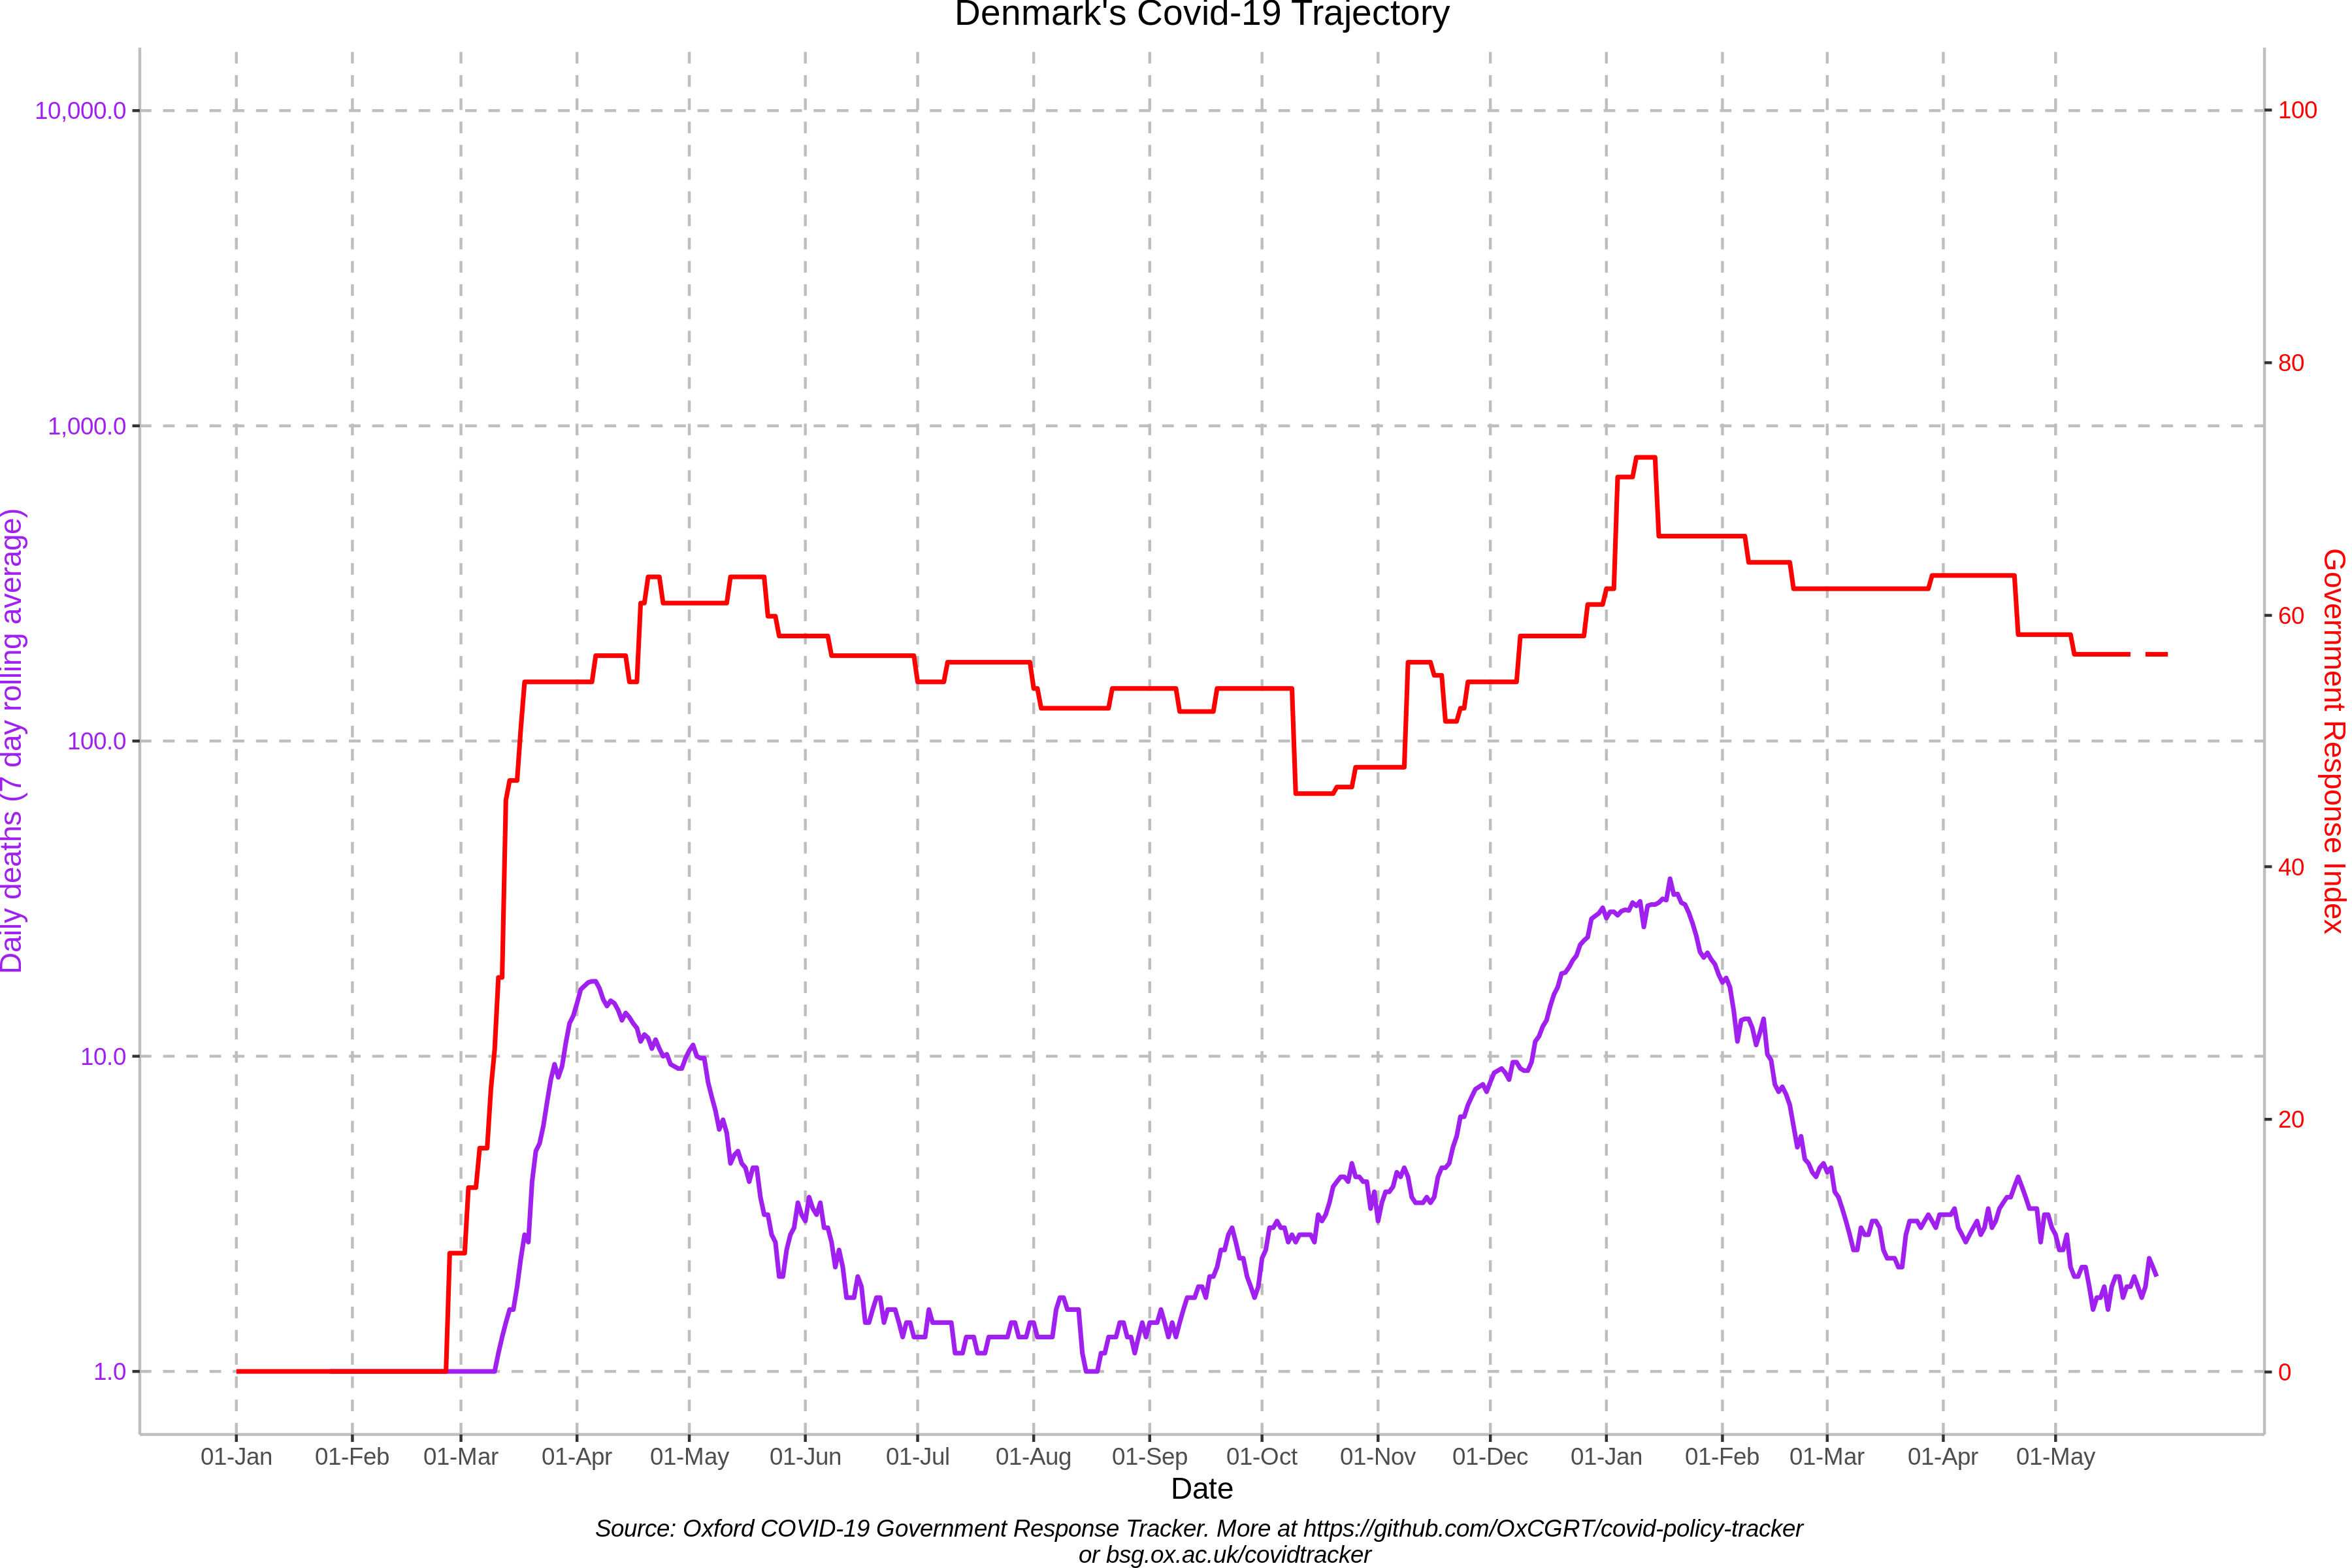 Denmark's Covid-19 Trajectory
10,000.0
1,000.0
100.0
10.0
1.0
Daily deaths (7 day rolling average)
100
80
60
40
20
0
Government Response Index
01-Jan 01-Feb 01-Mar 01-Apr 01-May 01-Jun 01-Jul 01-Aug 01-Sep 01-Oct 01-Nov 01-Dec 01-Jan 01-Feb 01-Mar 01-Apr 01-May
Date
Source: Oxford COVID-19 Government Response Tracker. More at https://github.com/OxCGRT/covid-policy-tracker
or bsg.ox.ac.uk/covidtracker